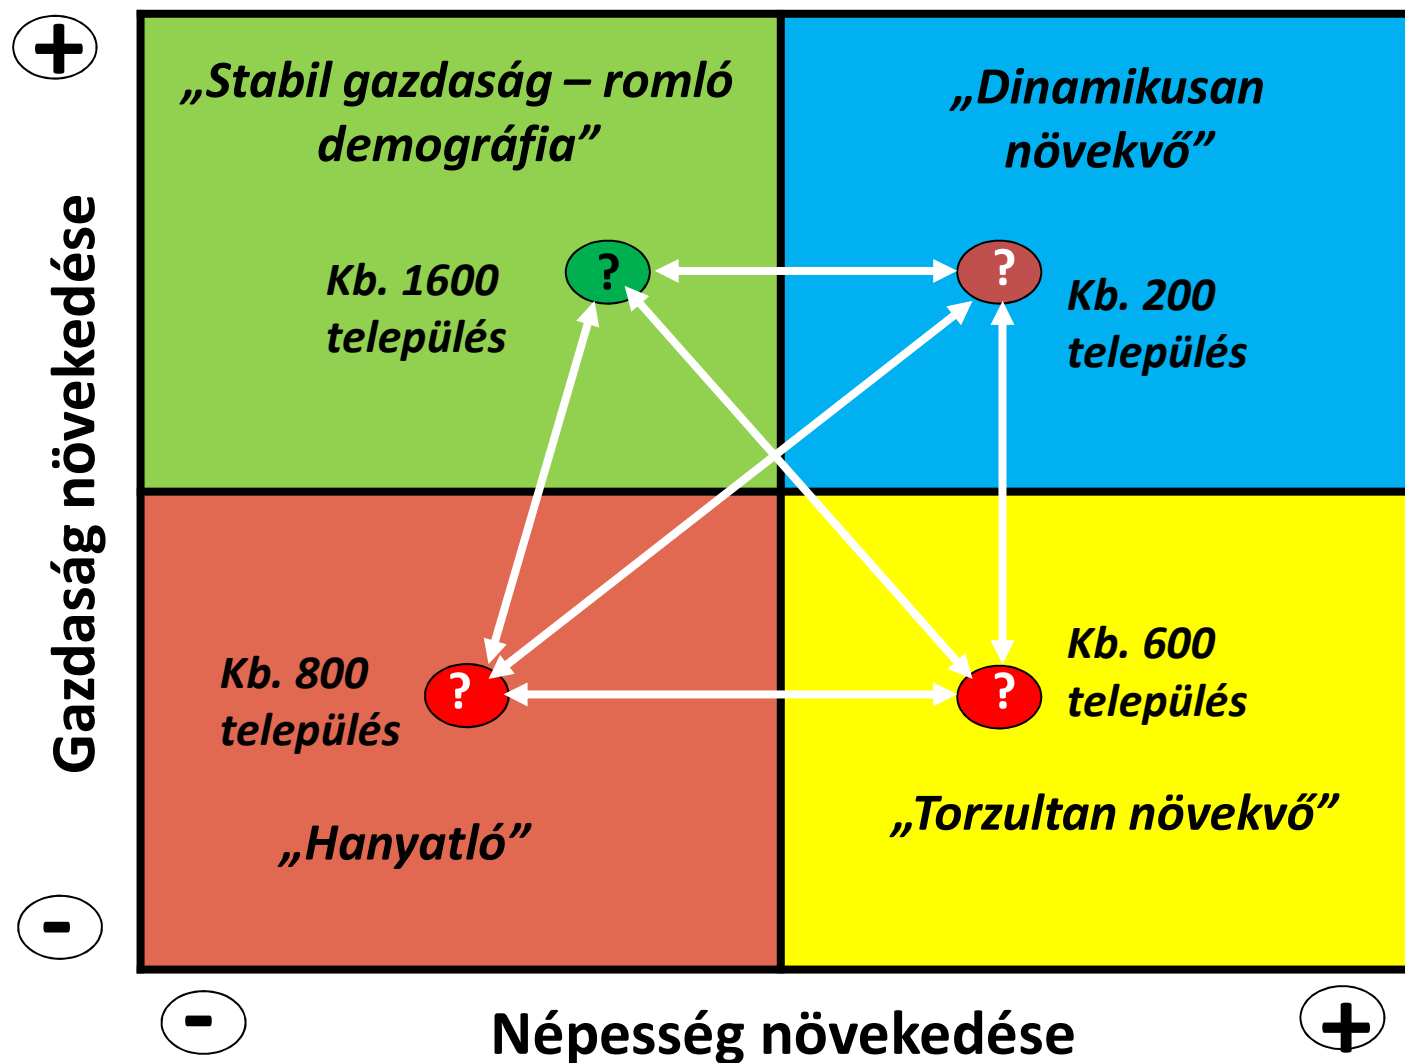 +
„Stabil gazdaság – romló
demográfia”
„Dinamikusan
növekvő”
Gazdaság növekedése
Kb. 1600
település
?
?
Kb. 200
település
Kb. 800
település
?
?
Kb. 600
település
„Hanyatló”
„Torzultan növekvő”
-
-
Népesség növekedése
+